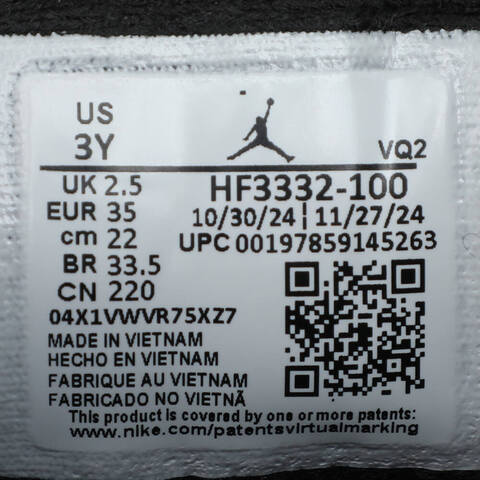 US
3Y
VQ2
UK 2.5
HF3332-100
EUR 35
10/30/24 | 11/27/24
cm 22
UPC 00197859145263
BR 33.5
CN 220
04X1VWVR75XZ7
MADE IN VIETNAM
HECHO EN VIETNAM
FABRIQUE AU VIETNAM
FABRICADO NO VIETNÃ
This product is covered by one or more patents:
www.nike.com/patentsvirtualmarking